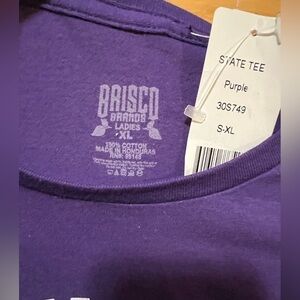 BRISCO
BRANDS
LADIES
XL
100% COTTON
MADE IN HONDURAS
STATE TEE
Purple
30S749
S-XL